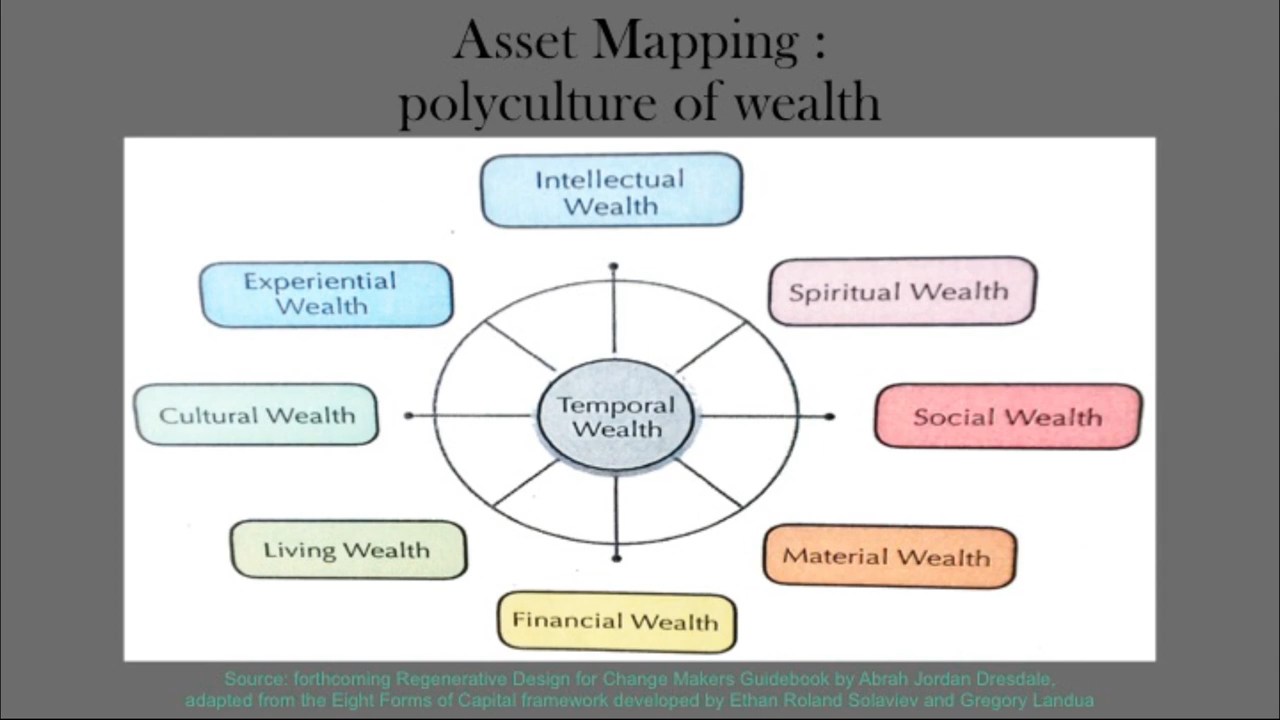 Asset Mapping :
polyculture of wealth
Intellectual
Wealth
Experiential
Wealth
Spiritual Wealth
Cultural Wealth
Temporal
Wealth
Social Wealth
Living Wealth
Material Wealth
Financial Wealth
Source: forthcoming Regenerative Design for Change Makers Guidebook by Abrah Jordan Dresdale,
adapted from the Eight Forms of Capital framework developed by Ethan Roland Solaviev and Gregory Landua